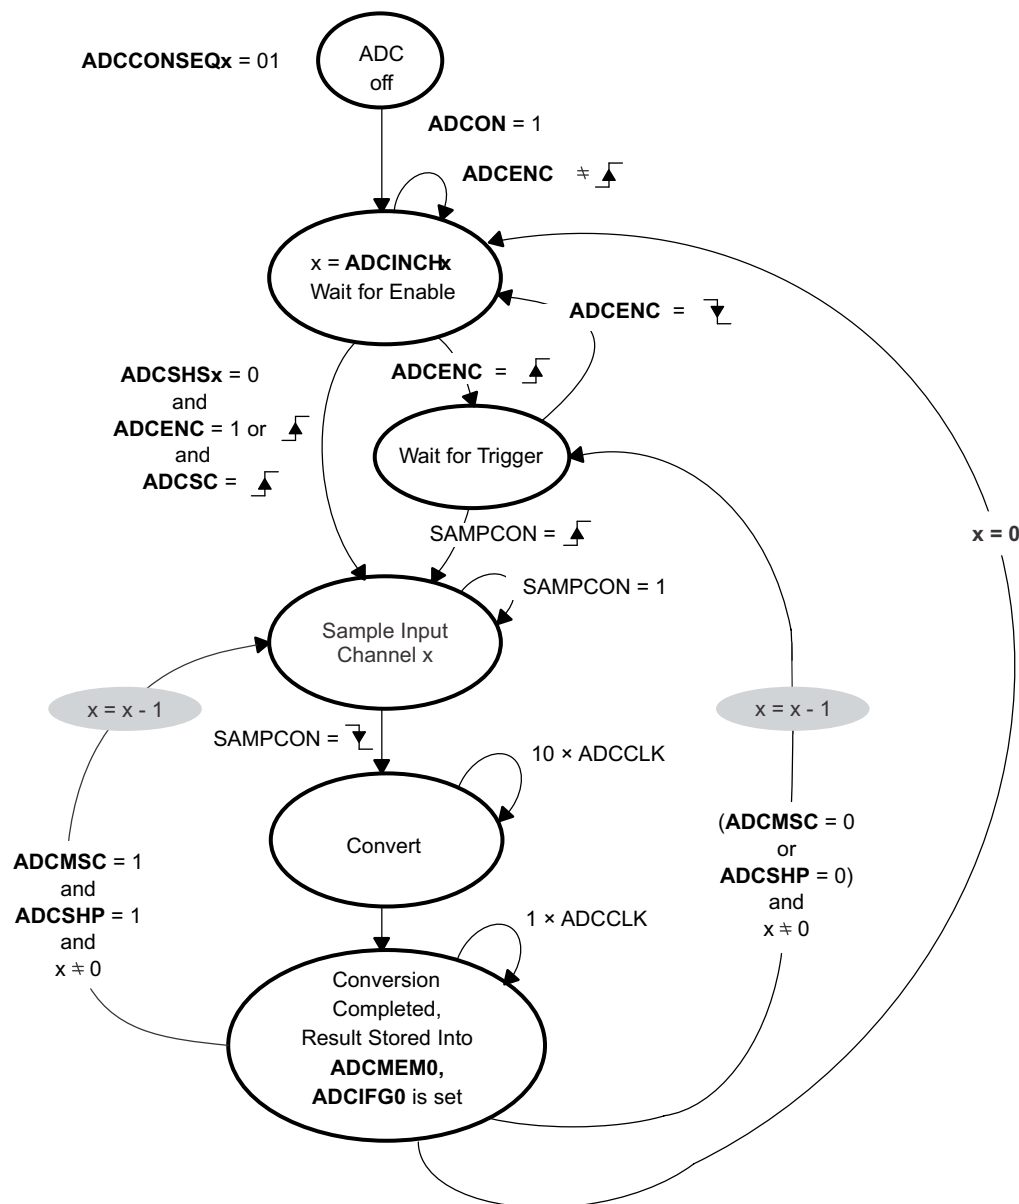 ADCCONSEQx = 01
ADC
off
ADCON = 1
ADCENC ≠
x = ADCINCHx
Wait for Enable
ADCENC =
ADCSHSx = 0
and
ADCENC = 1 or
and
ADCSC =
ADCENC =
Wait for Trigger
SAMPCON =
x = 0
SAMPCON = 1
Sample Input
Channel x
x = x - 1
x = x - 1
SAMPCON =
10 × ADCCLK
Convert
(ADCMSC = 0
or
ADCSHP = 0)
and
x ≠ 0
ADCMSC = 1
and
ADCSHP = 1
and
x ≠ 0
1 × ADCCLK
Conversion
Completed,
Result Stored Into
ADCMEM0,
ADCIFG0 is set